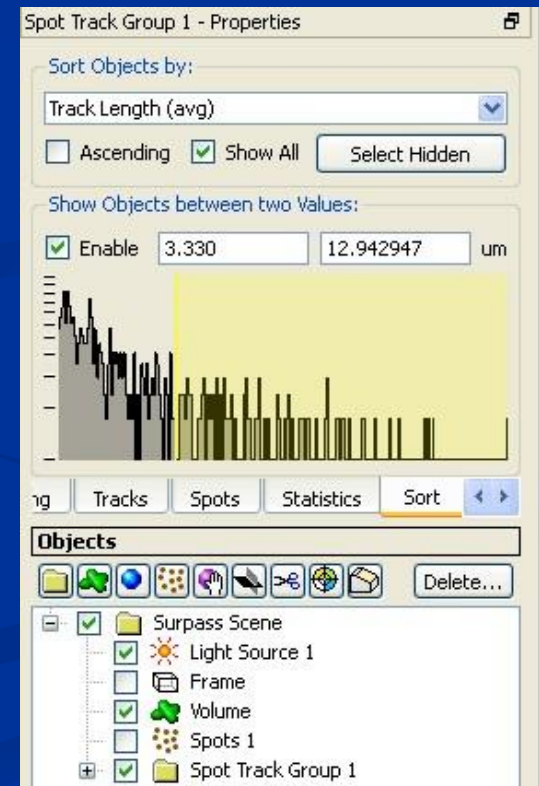 Spot Track Group 1 - Properties
Sort Objects by:
Track Length (avg)
Ascending Show All Select Hidden
Show Objects between two Values:
Enable 3.330 12.942947 um
ng Tracks Spots Statistics Sort
Objects
Delete...
Surpass Scene
Light Source 1
Frame
Volume
Spots 1
Spot Track Group 1